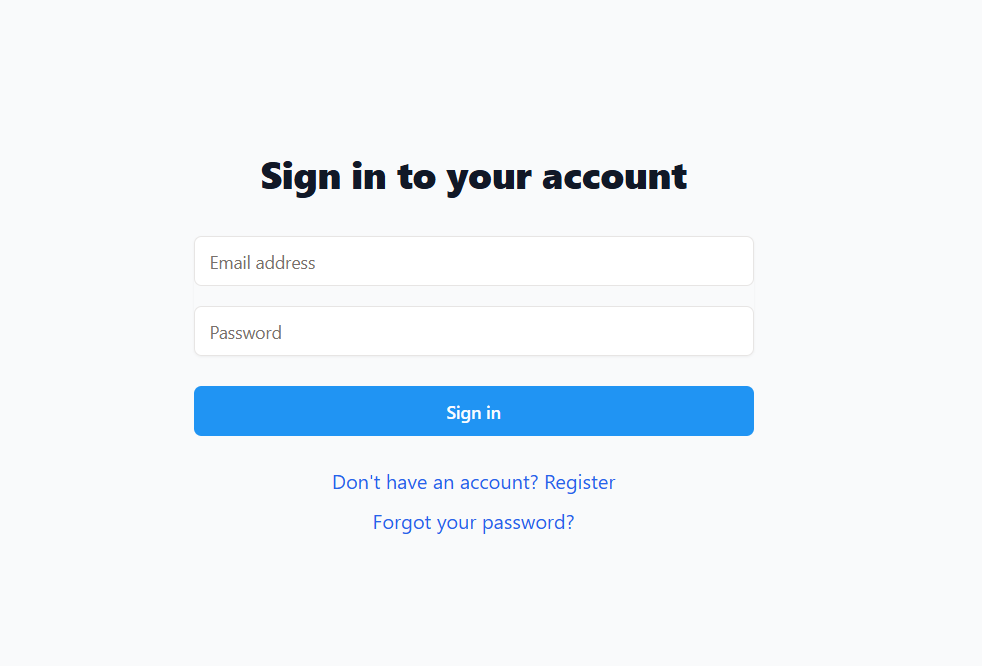 Sign in to your account
Email address
Password
Sign in
Don't have an account? Register
Forgot your password?